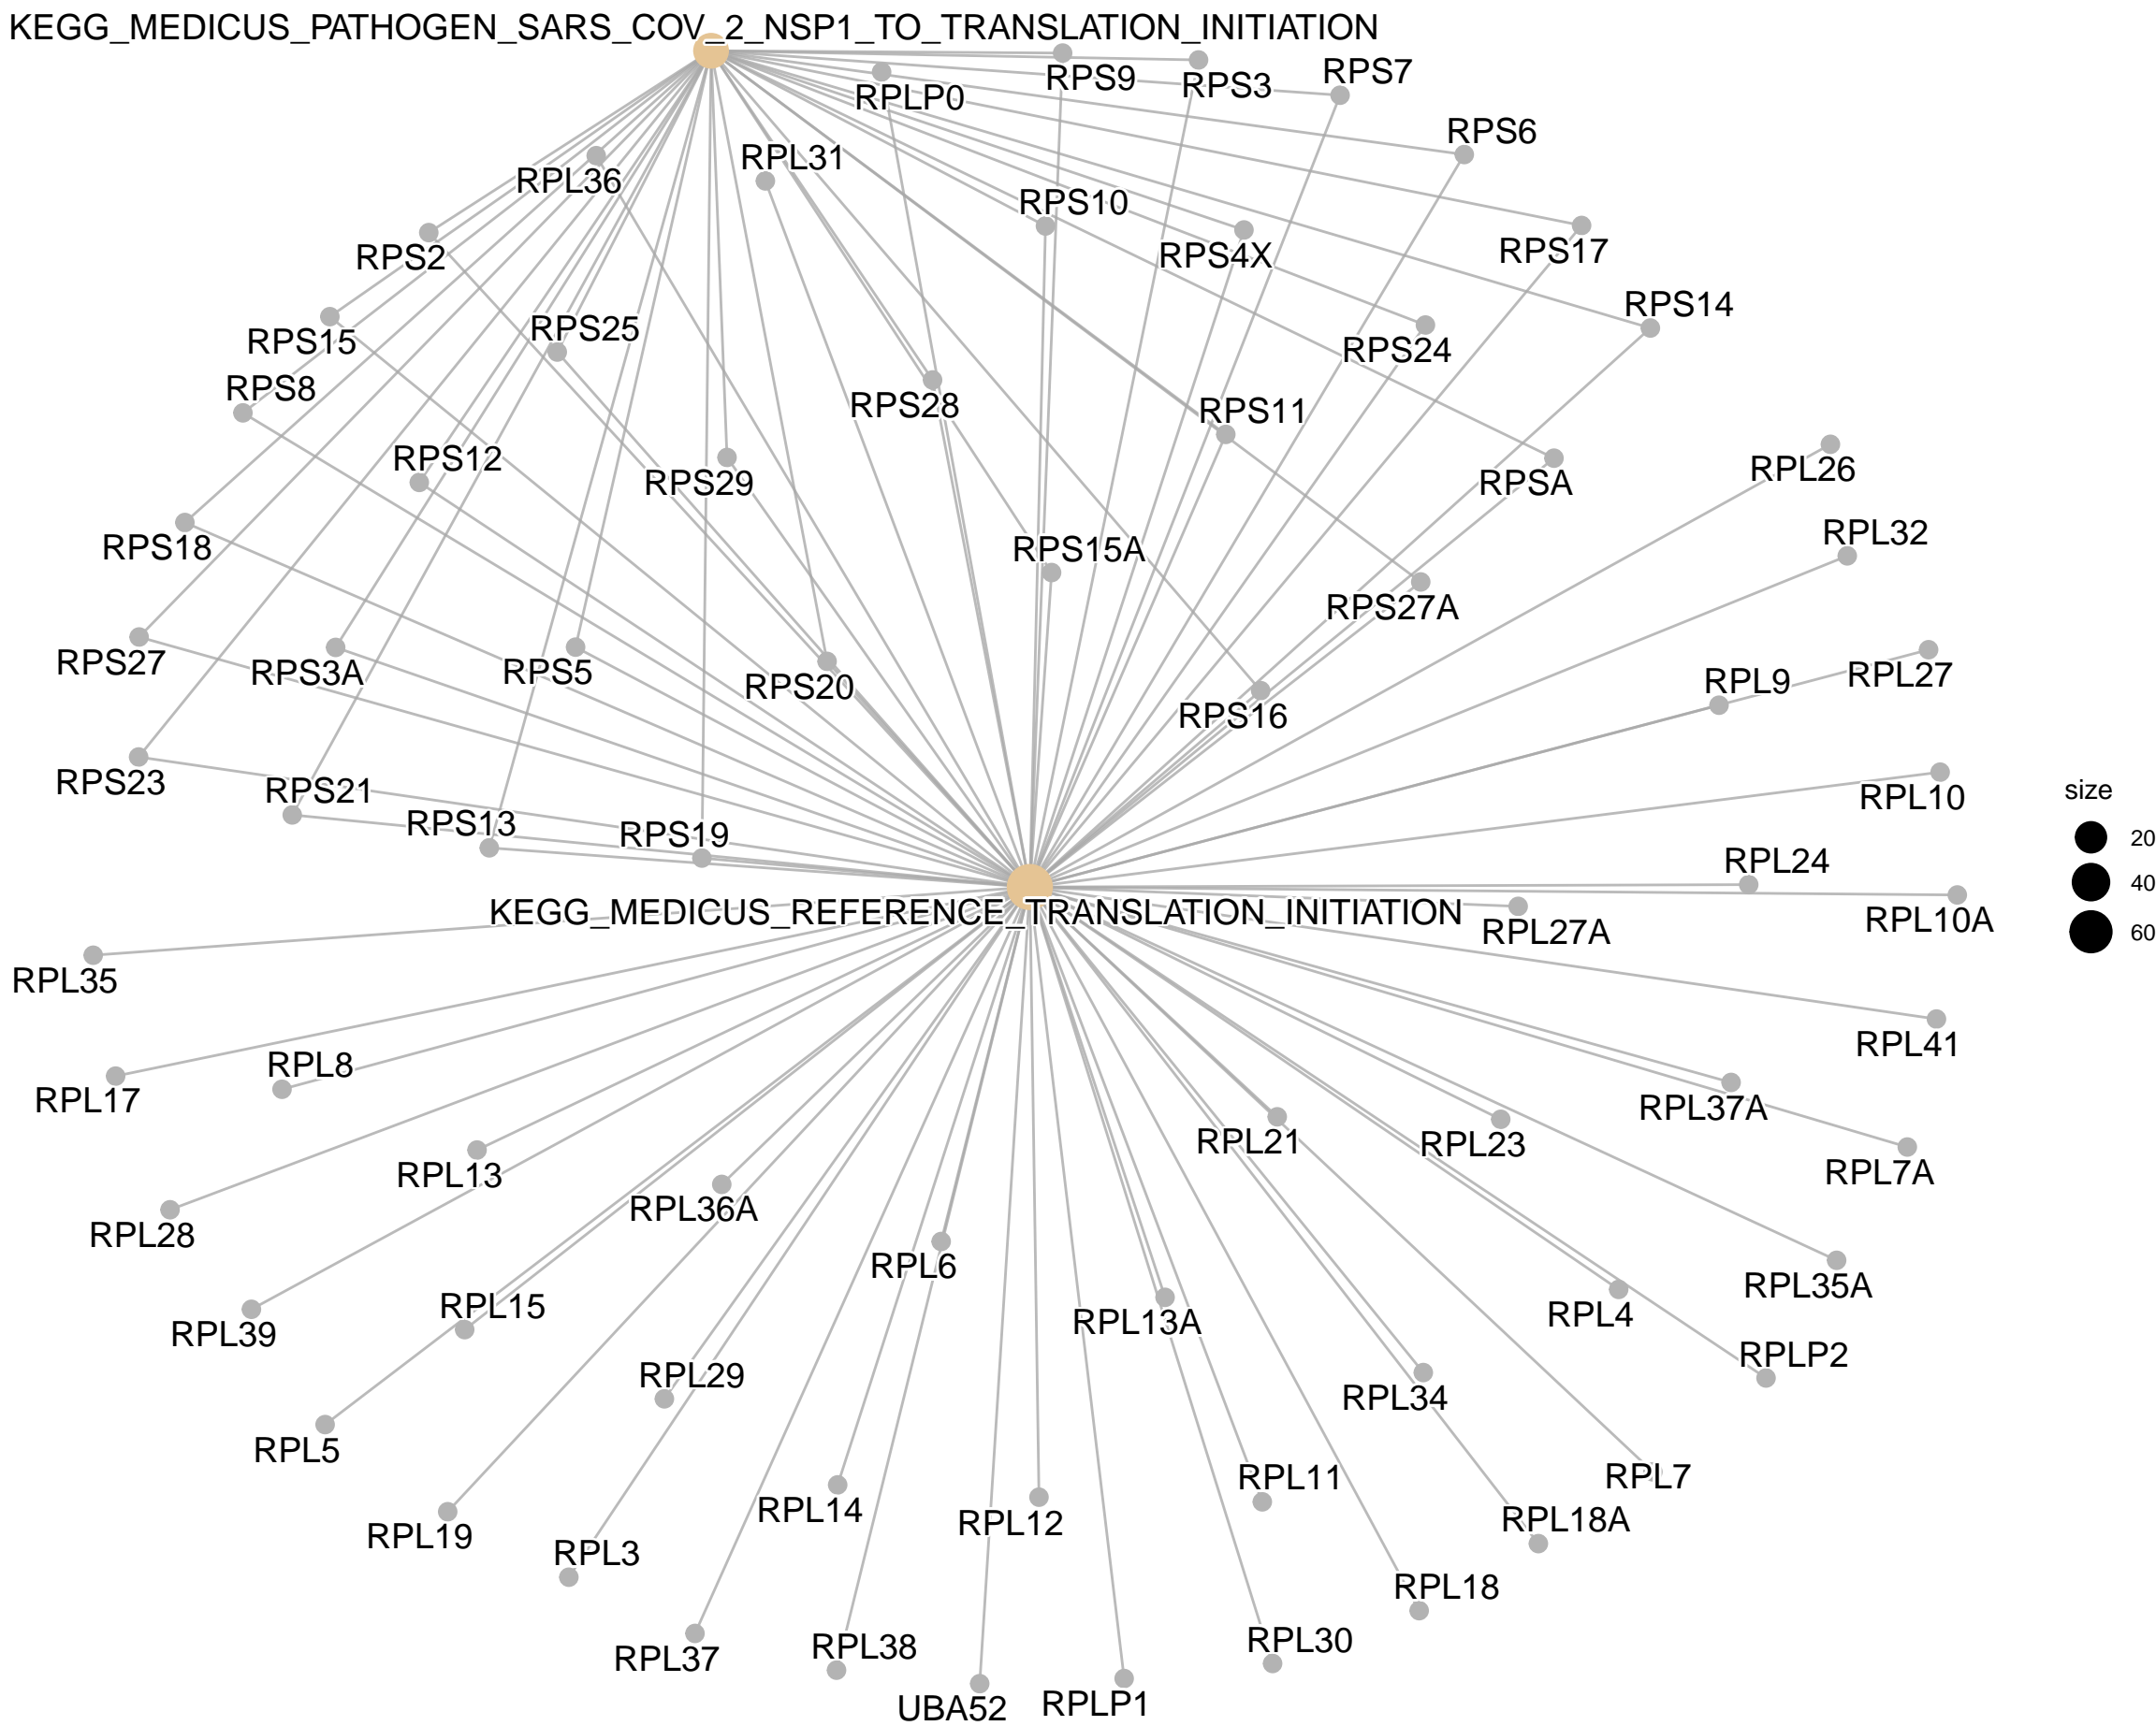 KEGG_MEDICUS_PATHOGEN_SARS_COV_2_NSP1_TO_TRANSLATION_INITIATION
RPS9
RPS3
RPS7
RPLP0
RPS6
RPL36
RPL31
RPS10
RPS2
RPS4X
RPS17
RPS14
RPS15
RPS25
RPS24
RPS8
RPS28
RPS11
RPS12
RPS29
RPSA
RPL26
RPS18
RPS15A
RPL32
RPS27A
RPS27
RPS3A
RPS5
RPS20
RPS16
RPL9
RPL27
RPS23
RPS21
RPS13
RPS19
RPL10
size
20
40
60
RPL24
KEGG_MEDICUS_REFERENCE_TRANSLATION_INITIATION
RPL27A
RPL10A
RPL35
RPL41
RPL8
RPL17
RPL37A
RPL21
RPL23
RPL13
RPL7A
RPL36A
RPL28
RPL6
RPL35A
RPL15
RPL13A
RPL4
RPL39
RPLP2
RPL29
RPL34
RPL5
RPL11
RPL7
RPL14
RPL12
RPL18A
RPL19
RPL3
RPL18
RPL37
RPL38
RPL30
UBA52
RPLP1